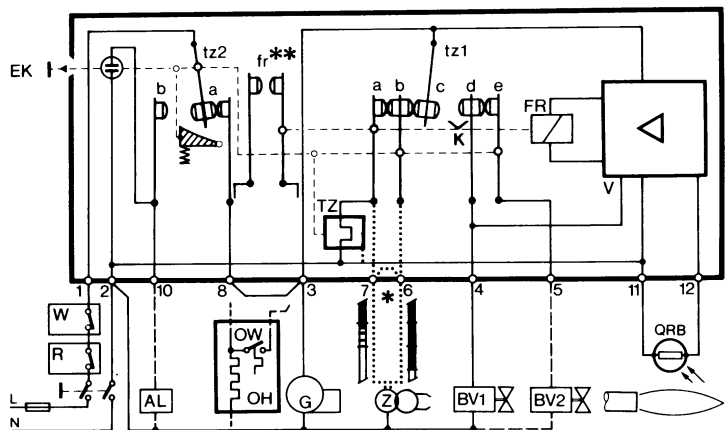 tz2
fr**
tz1
EK
b
a
a
b
c
d
e
FR
K
V
TZ
1
2
10
8
3
7
*
6
4
5
11
12
W
R
OW
OH
QRB
L
N
AL
G
Z
BV1
BV2